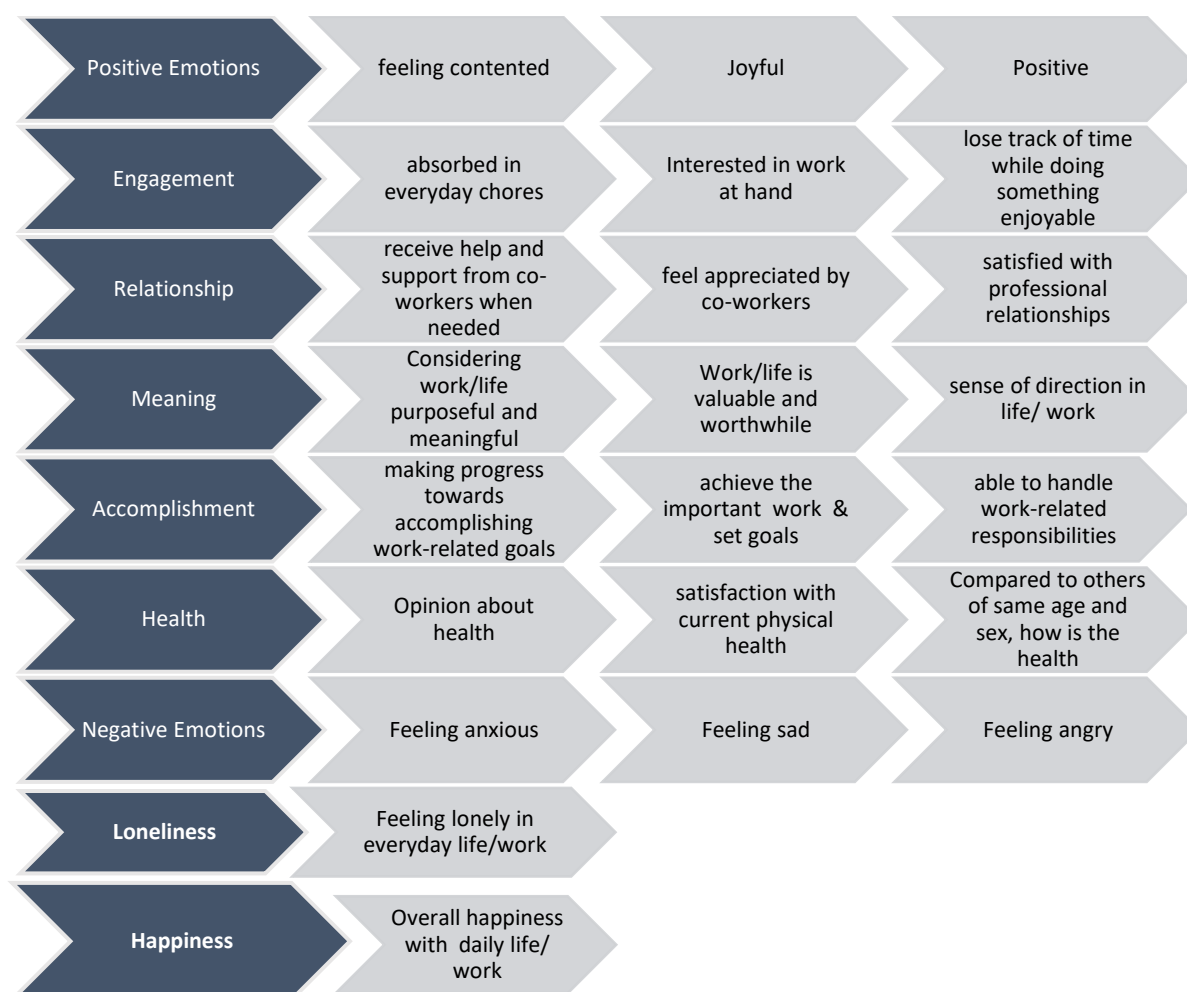 Positive Emotions
feeling contented
Joyful
Positive
Engagement
absorbed in
everyday chores
Interested in work
at hand
lose track of time
while doing
something
enjoyable
Relationship
receive help and
support from co-
workers when
needed
feel appreciated by
co-workers
satisfied with
professional
relationships
Meaning
Considering
work/life
purposeful and
meaningful
Work/life is
valuable and
worthwhile
sense of direction in
life/ work
Accomplishment
making progress
towards
accomplishing
work-related goals
achieve the
important work &
set goals
able to handle
work-related
responsibilities
Health
Opinion about
health
satisfaction with
current physical
health
Compared to others
of same age and
sex, how is the
health
Negative Emotions
Feeling anxious
Feeling sad
Feeling angry
Loneliness
Feeling lonely in
everyday life/work
Happiness
Overall happiness
with daily life/
work